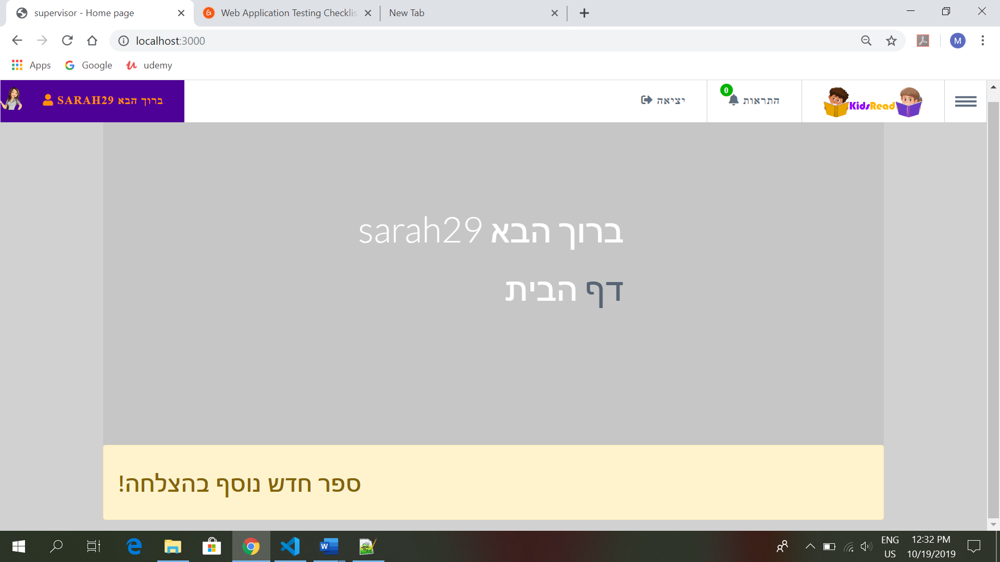 supervisor - Home page
Web Application Testing Checklis
New Tab
localhost:3000
M
Apps
Google
udemy
ברוך הבא SARAH29
יציאה
0
התראות
KidsRead
ברוך הבא sarah29
דף הבית
ספר חדש נוסף בהצלחה!
W
ENG
US
12:32 PM
10/19/2019